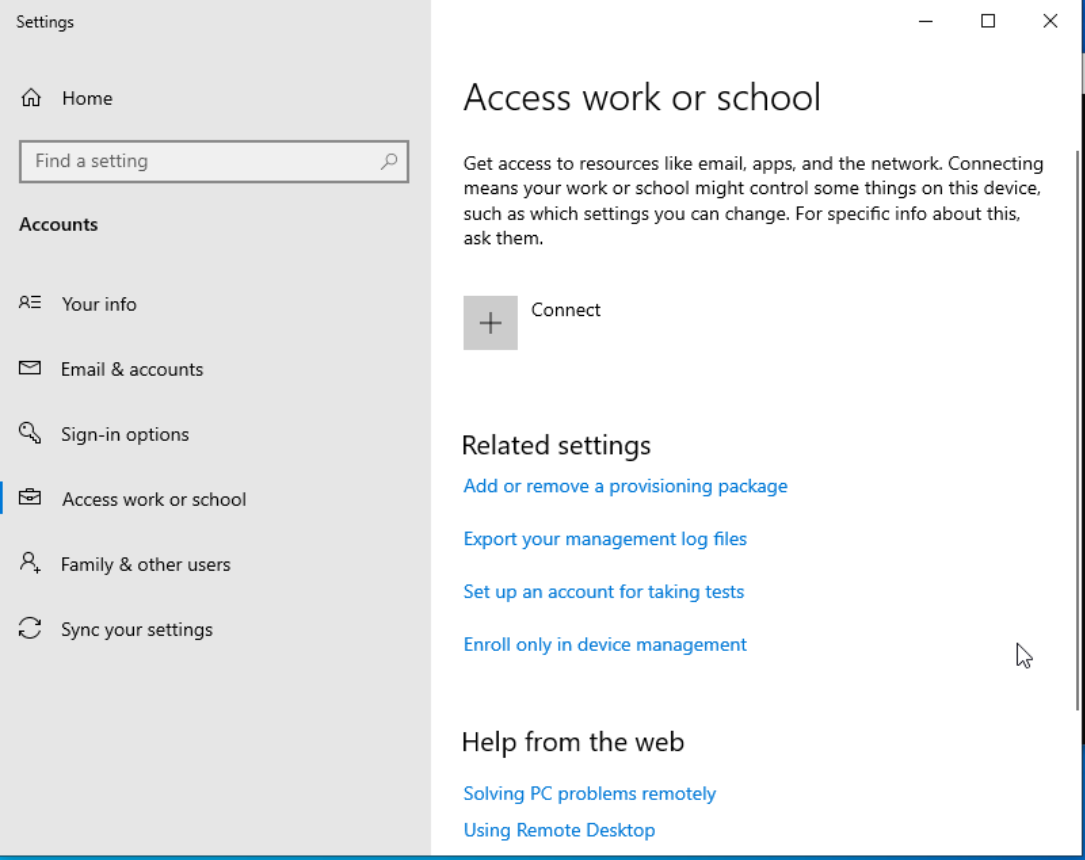 Settings
Home
Find a setting
Accounts
Your info
Email & accounts
Sign-in options
Access work or school
Family & other users
Sync your settings
Access work or school
Get access to resources like email, apps, and the network. Connecting
means your work or school might control some things on this device,
such as which settings you can change. For specific info about this,
ask them.
Connect
Related settings
Add or remove a provisioning package
Export your management log files
Set up an account for taking tests
Enroll only in device management
Help from the web
Solving PC problems remotely
Using Remote Desktop